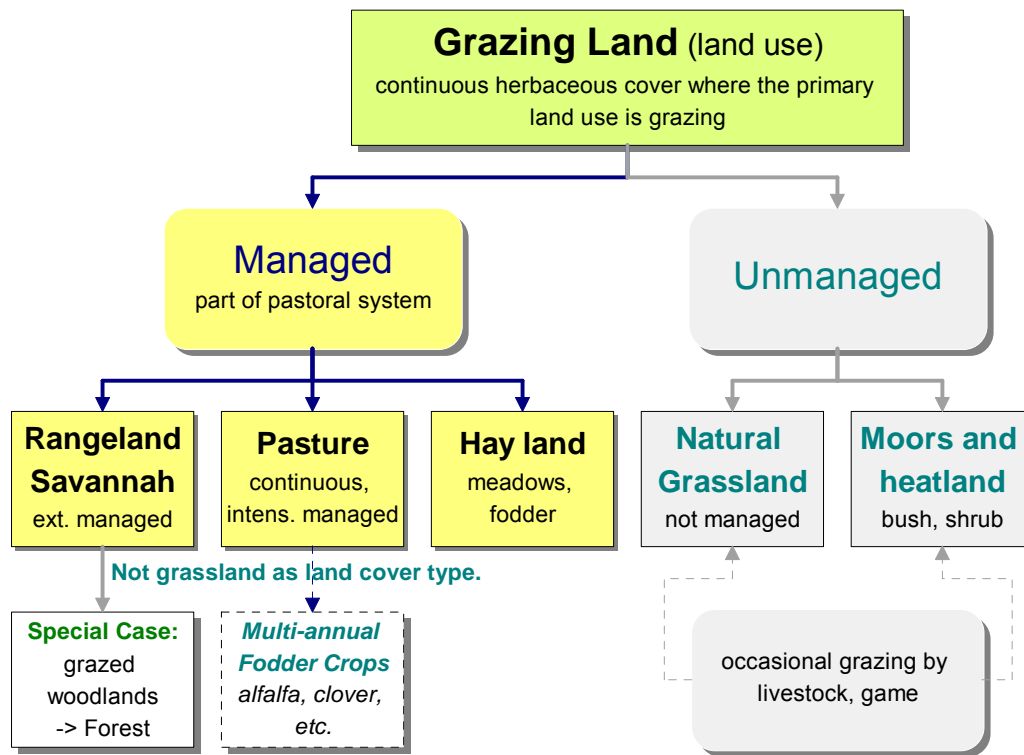 Grazing Land (land use)
continuous herbaceous cover where the primary
land use is grazing
Managed
part of pastoral system
Unmanaged
Rangeland
Savannah
ext. managed
Pasture
continuous,
intens. managed
Hay land
meadows,
fodder
Natural
Grassland
not managed
Moors and
heatland
bush, shrub
Not grassland as land cover type.
Special Case:
grazed
woodlands
-> Forest
Multi-annual
Fodder Crops
alfalfa, clover,
etc.
occasional grazing by
livestock, game